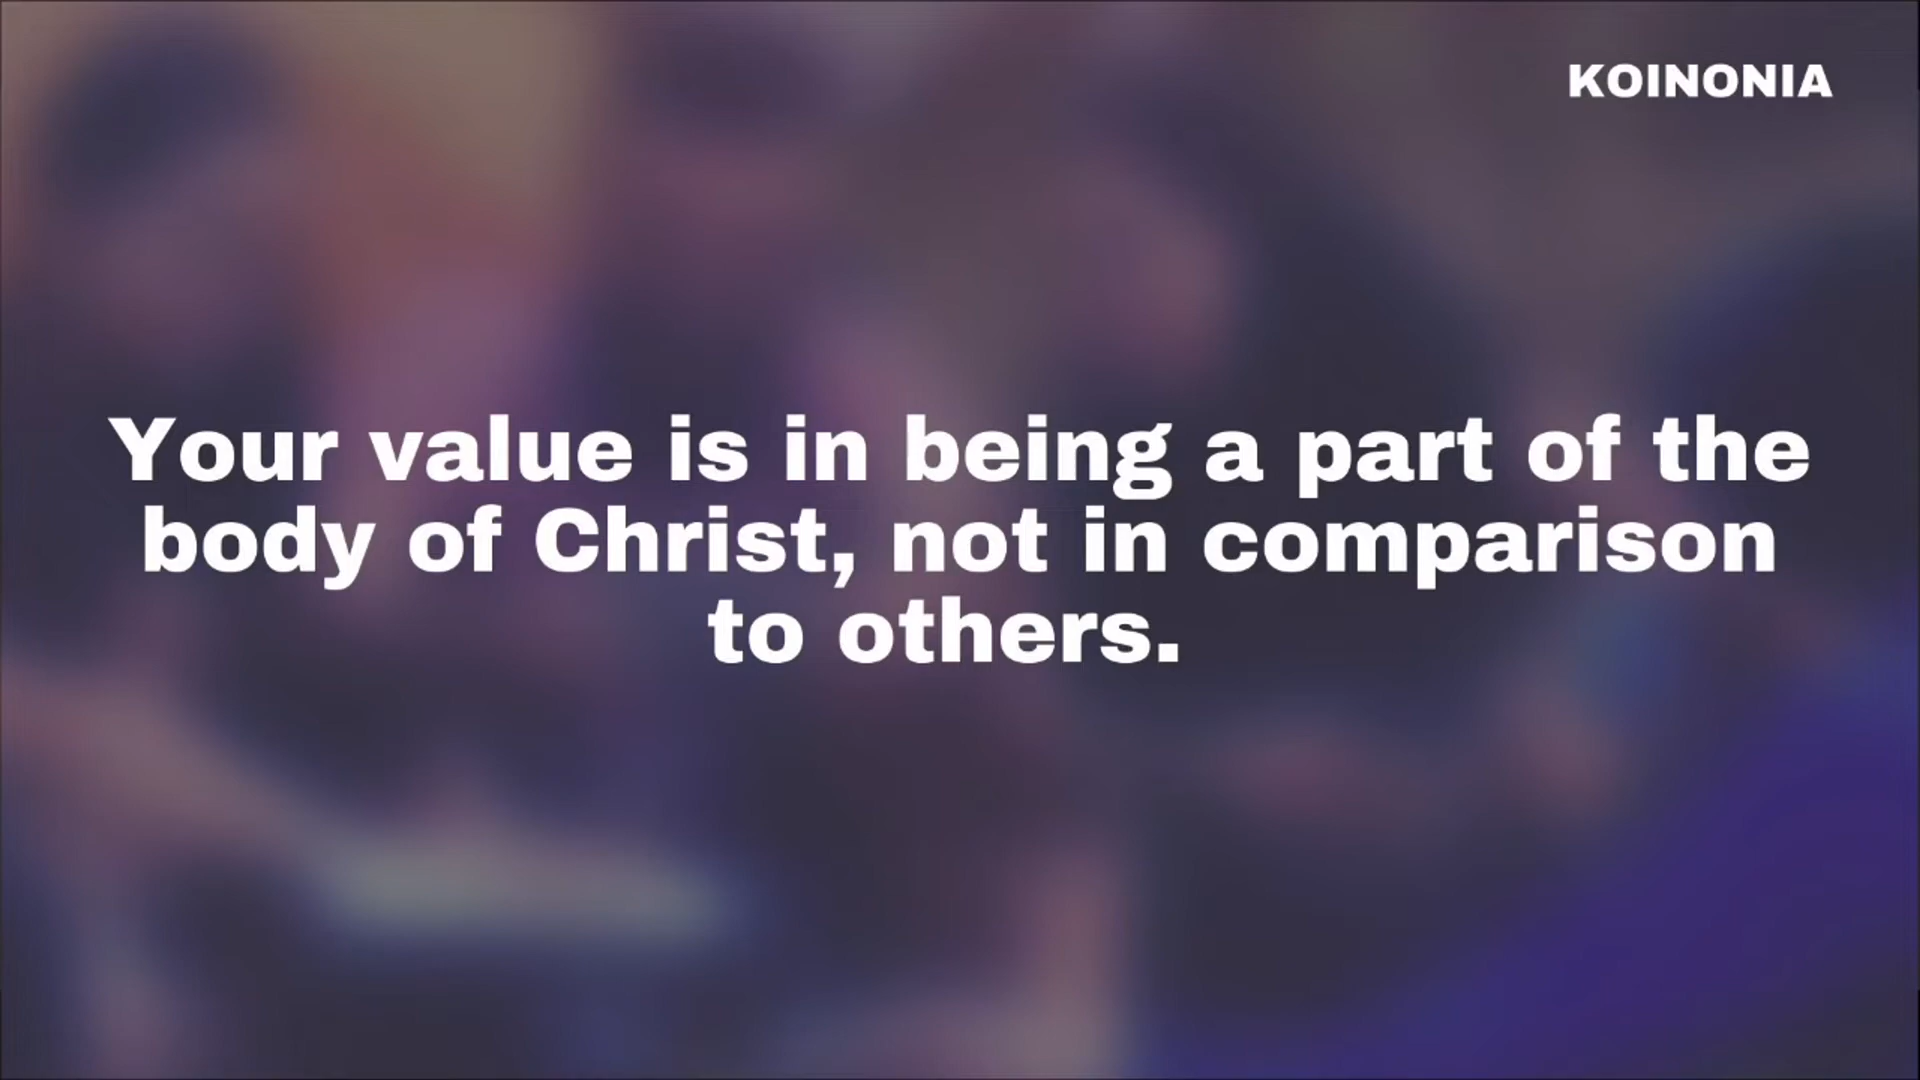 KOINONIA
Your value is in being a part of the
body of Christ, not in comparison
to others.